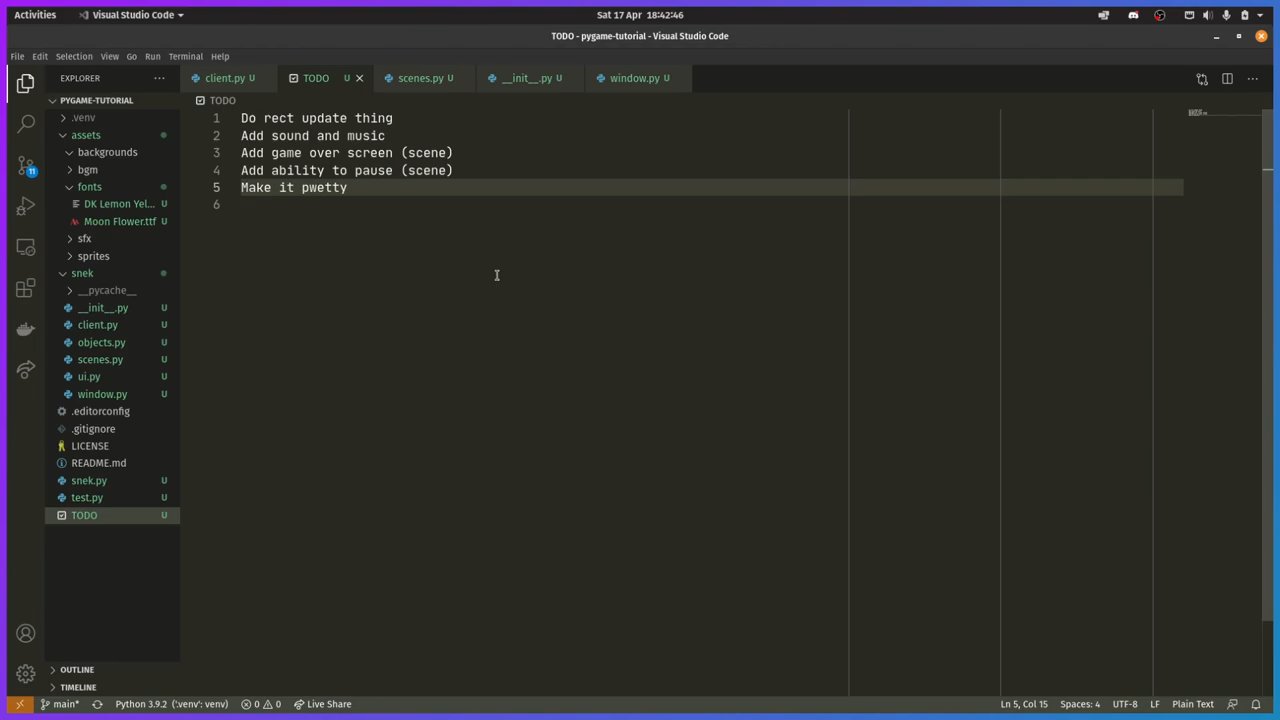 Activities Visual Studio Code Sat 17 Apr 18:42:46
TODO - pygame-tutorial - Visual Studio Code
File Edit Selection View Go Run Terminal Help
EXPLORER ... client.py U TODO U scenes.py U __init__.py U window.py U ...
PYGAME-TUTORIAL TODO
.venv
1 Do rect update thing
assets
2 Add sound and music
backgrounds
3 Add game over screen (scene)
bgm
4 Add ability to pause (scene)
fonts
5 Make it pwetty
DK Lemon Yel... U
6
Moon Flower.ttf U
sfx
sprites
snek
__pycache__
__init__.py U
client.py U
objects.py U
scenes.py U
ui.py U
window.py U
.editorconfig
.gitignore
LICENSE
README.md
snek.py U
test.py U
TODO U
11
OUTLINE
TIMELINE
main* Python 3.9.2 ('.venv': venv) 0 0 Live Share Ln 5, Col 15 Spaces: 4 UTF-8 LF Plain Text